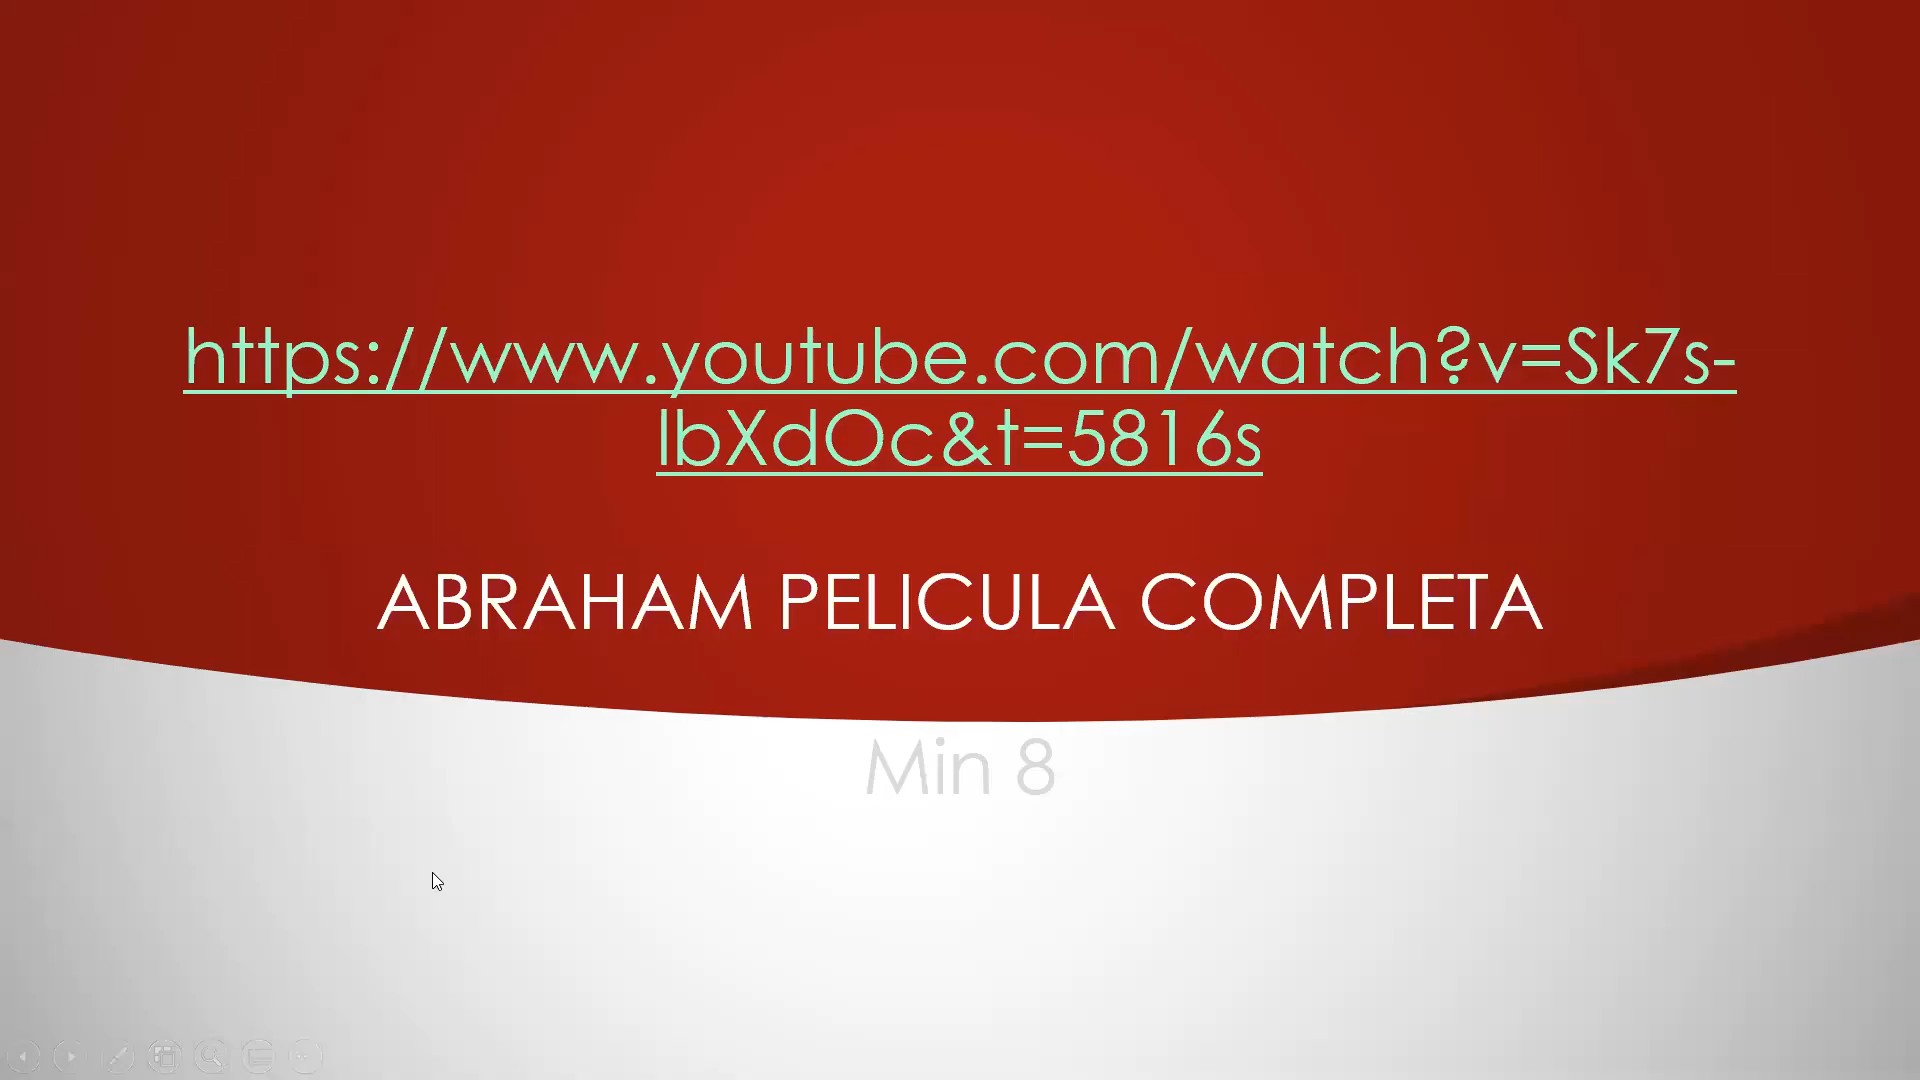 https://www.youtube.com/watch?v=Sk7s-
lbXdOc&t=5816s
ABRAHAM PELICULA COMPLETA
Min 8